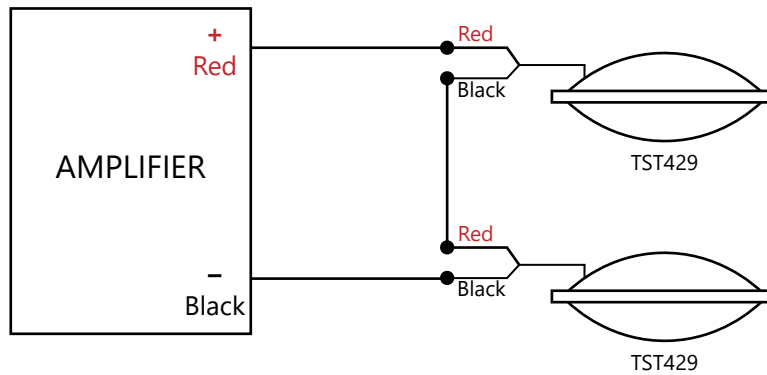 +
Red
AMPLIFIER
–
Black
Red
Black
TST429
Red
Black
TST429